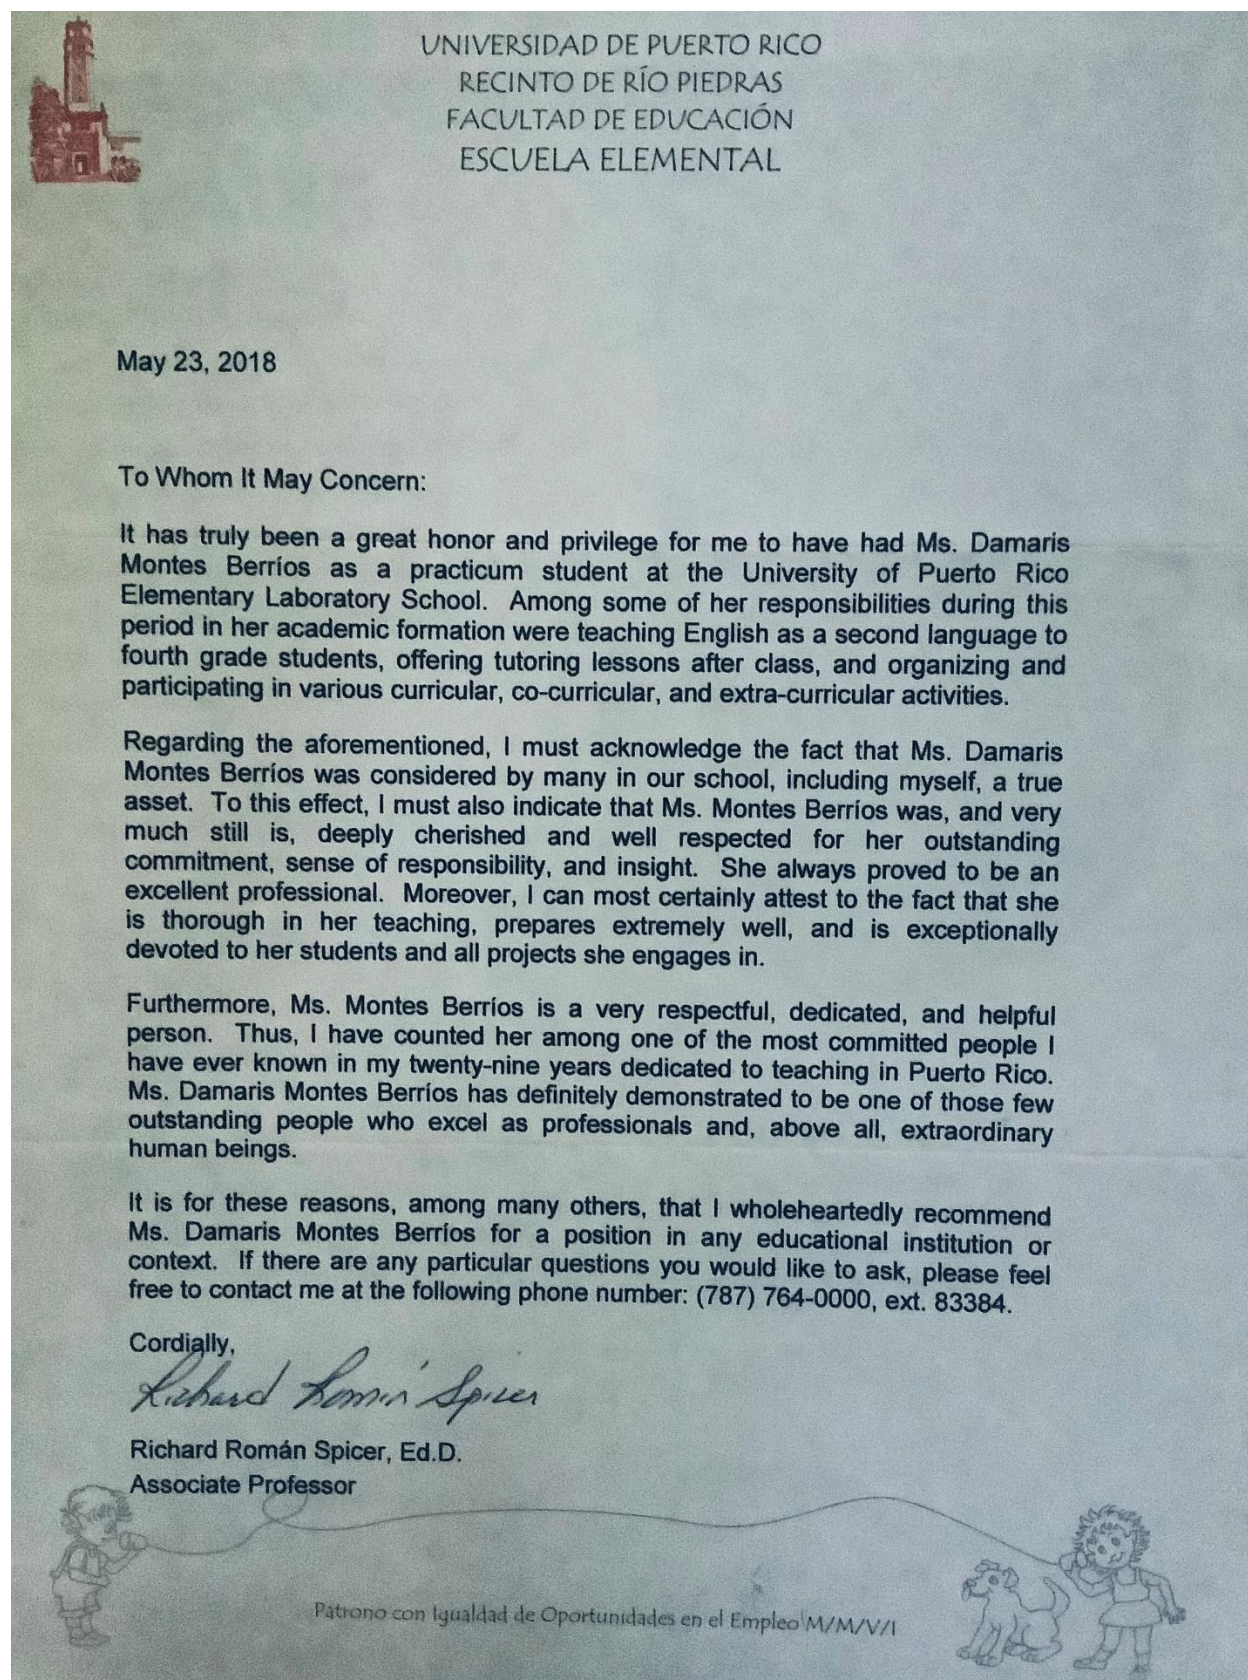 UNIVERSIDAD DE PUERTO RICO
RECINTO DE RÍO PIEDRAS
FACULTAD DE EDUCACIÓN
ESCUELA ELEMENTAL
May 23, 2018
To Whom It May Concern:
It has truly been a great honor and privilege for me to have had Ms. Damaris
Montes Berríos as a practicum student at the University of Puerto Rico
Elementary Laboratory School. Among some of her responsibilities during this
period in her academic formation were teaching English as a second language to
fourth grade students, offering tutoring lessons after class, and organizing and
participating in various curricular, co-curricular, and extra-curricular activities.
Regarding the aforementioned, I must acknowledge the fact that Ms. Damaris
Montes Berríos was considered by many in our school, including myself, a true
asset. To this effect, I must also indicate that Ms. Montes Berríos was, and very
much still is, deeply cherished and well respected for her outstanding
commitment, sense of responsibility, and insight. She always proved to be an
excellent professional. Moreover, I can most certainly attest to the fact that she
is thorough in her teaching, prepares extremely well, and is exceptionally
devoted to her students and all projects she engages in.
Furthermore, Ms. Montes Berríos is a very respectful, dedicated, and helpful
person. Thus, I have counted her among one of the most committed people I
have ever known in my twenty-nine years dedicated to teaching in Puerto Rico.
Ms. Damaris Montes Berríos has definitely demonstrated to be one of those few
outstanding people who excel as professionals and, above all, extraordinary
human beings.
It is for these reasons, among many others, that I wholeheartedly recommend
Ms. Damaris Montes Berríos for a position in any educational institution or
context. If there are any particular questions you would like to ask, please feel
free to contact me at the following phone number: (787) 764-0000, ext. 83384.
Cordially,
Richard Román Spicer
Richard Román Spicer, Ed.D.
Associate Professor
Patrono con Igualdad de Oportunidades en el Empleo M/M/V/I